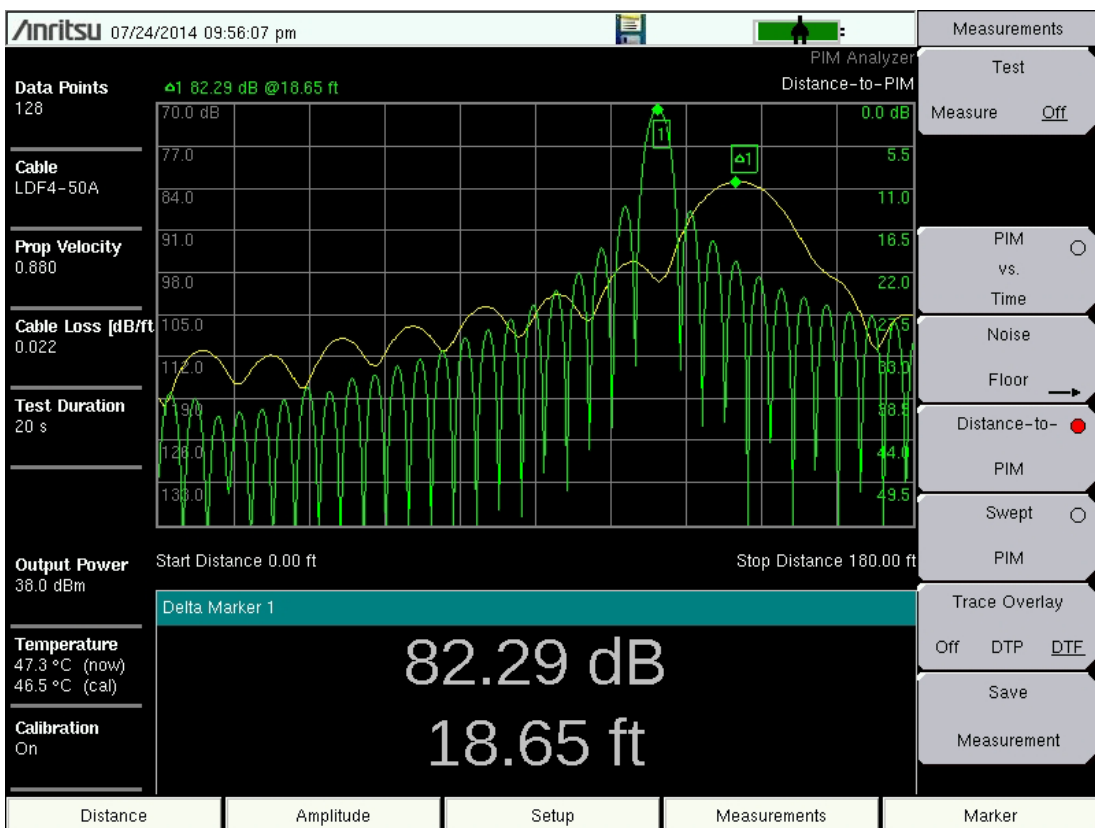 Anritsu 07/24/2014 09:56:07 pm
Measurements
PIM Analyzer
Distance-to-PIM
Δ1 82.29 dB @18.65 ft
Data Points
128
Cable
LDF4-50A
Prop Velocity
0.880
Cable Loss [dB/ft
0.022
Test Duration
20 s
Output Power
38.0 dBm
Temperature
47.3 °C (now)
46.5 °C (cal)
Calibration
On
70.0 dB
77.0
84.0
91.0
98.0
105.0
112.0
119.0
126.0
133.0
1
Δ1
0.0 dB
5.5
11.0
16.5
22.0
27.5
33.0
38.5
44.0
49.5
Start Distance 0.00 ft
Stop Distance 180.00 ft
Delta Marker 1
82.29 dB
18.65 ft
Test
Measure Off
PIM
vs.
Time
Noise
Floor
Distance-to-
PIM
Swept
PIM
Trace Overlay
Off DTP DTF
Save
Measurement
Distance
Amplitude
Setup
Measurements
Marker